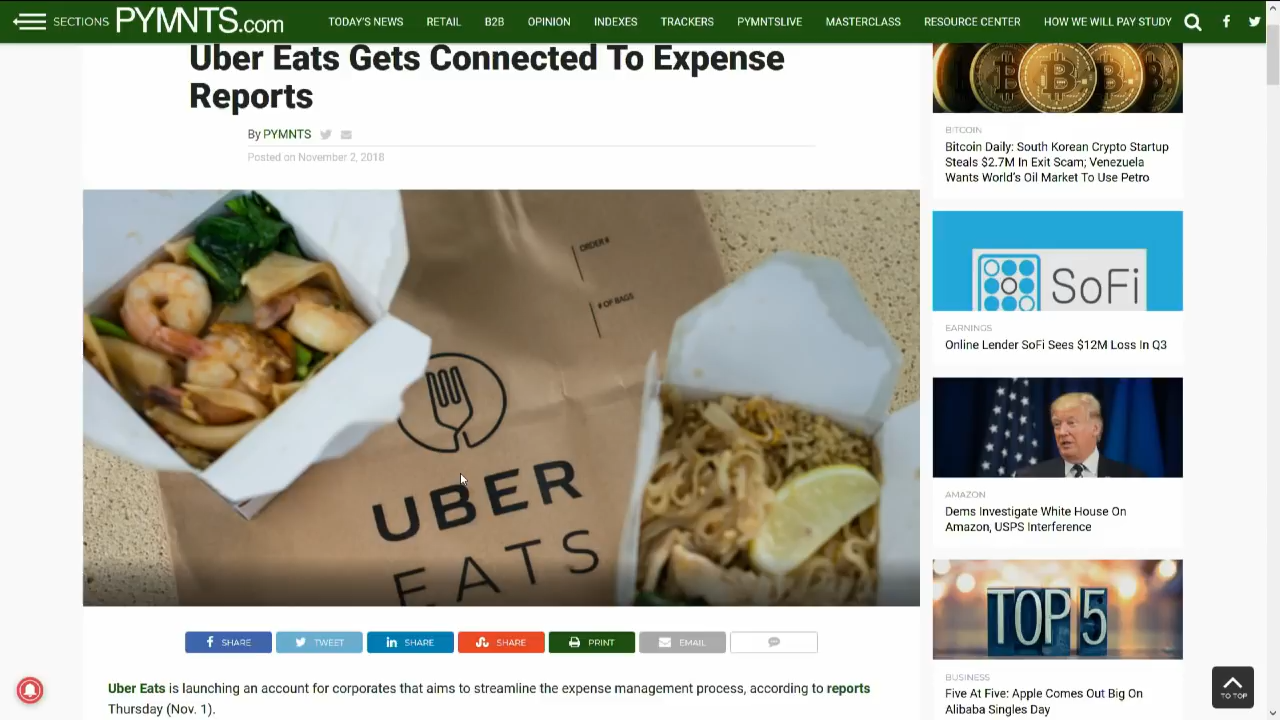 SECTIONS PYMNTS.com TODAY'S NEWS RETAIL B2B OPINION INDEXES TRACKERS PYMNTSLIVE MASTERCLASS RESOURCE CENTER HOW WE WILL PAY STUDY
Uber Eats Gets Connected To Expense
Reports
By PYMNTS
Posted on November 2, 2018
ORDER #
# OF BAGS
UBER
EATS
SHARE TWEET SHARE SHARE PRINT EMAIL
Uber Eats is launching an account for corporates that aims to streamline the expense management process, according to reports
Thursday (Nov. 1).
BITCOIN
Bitcoin Daily: South Korean Crypto Startup
Steals $2.7M In Exit Scam; Venezuela
Wants World's Oil Market To Use Petro
SoFi
EARNINGS
Online Lender SoFi Sees $12M Loss In Q3
AMAZON
Dems Investigate White House On
Amazon, USPS Interference
TOP 5
BUSINESS
Five At Five: Apple Comes Out Big On
Alibaba Singles Day
TO TOP